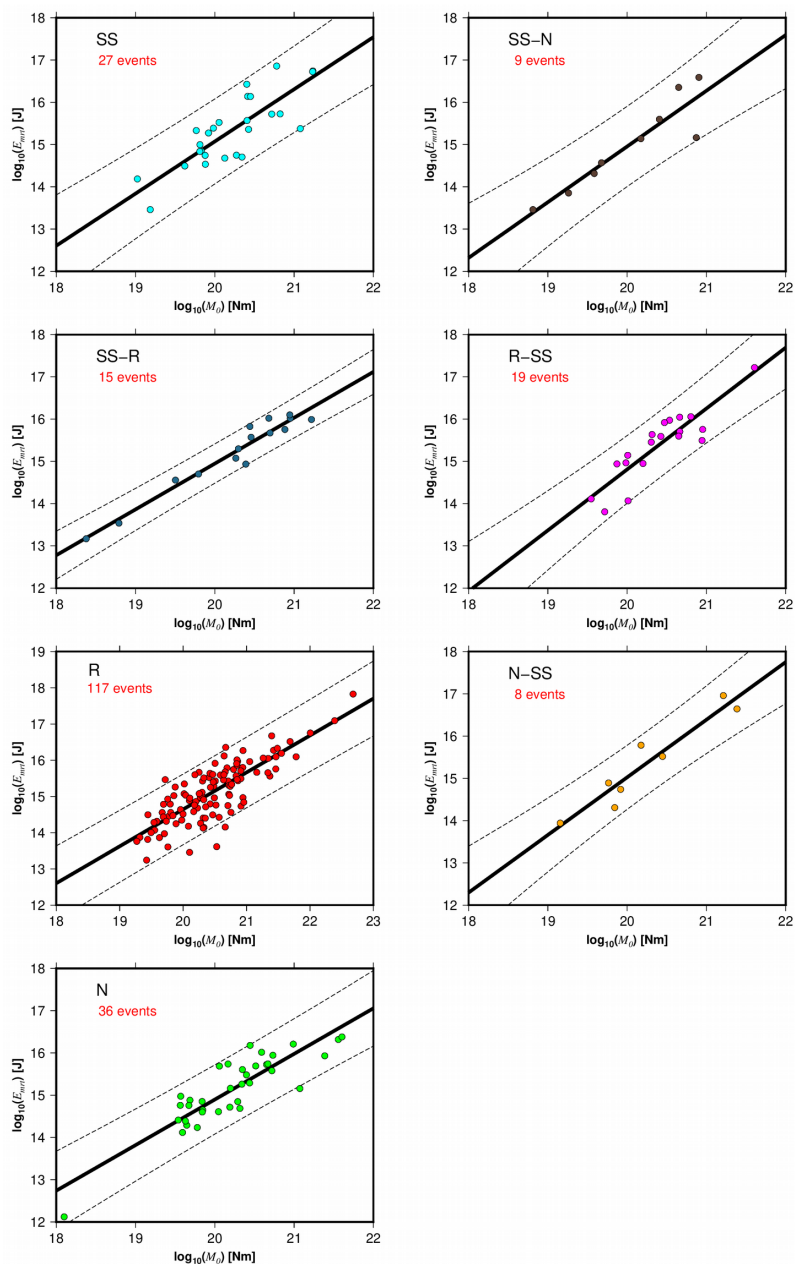 18
17
16
15
14
13
12
log₁₀(Eₘᵣₜ) [J]
SS
27 events
18 19 20 21 22
log₁₀(M₀) [Nm]
18
17
16
15
14
13
12
log₁₀(Eₘᵣₜ) [J]
SS−N
9 events
18 19 20 21 22
log₁₀(M₀) [Nm]
18
17
16
15
14
13
12
log₁₀(Eₘᵣₜ) [J]
SS−R
15 events
18 19 20 21 22
log₁₀(M₀) [Nm]
18
17
16
15
14
13
12
log₁₀(Eₘᵣₜ) [J]
R−SS
19 events
18 19 20 21 22
log₁₀(M₀) [Nm]
19
18
17
16
15
14
13
12
log₁₀(Eₘᵣₜ) [J]
R
117 events
18 19 20 21 22 23
log₁₀(M₀) [Nm]
18
17
16
15
14
13
12
log₁₀(Eₘᵣₜ) [J]
N−SS
8 events
18 19 20 21 22
log₁₀(M₀) [Nm]
18
17
16
15
14
13
12
log₁₀(Eₘᵣₜ) [J]
N
36 events
18 19 20 21 22
log₁₀(M₀) [Nm]